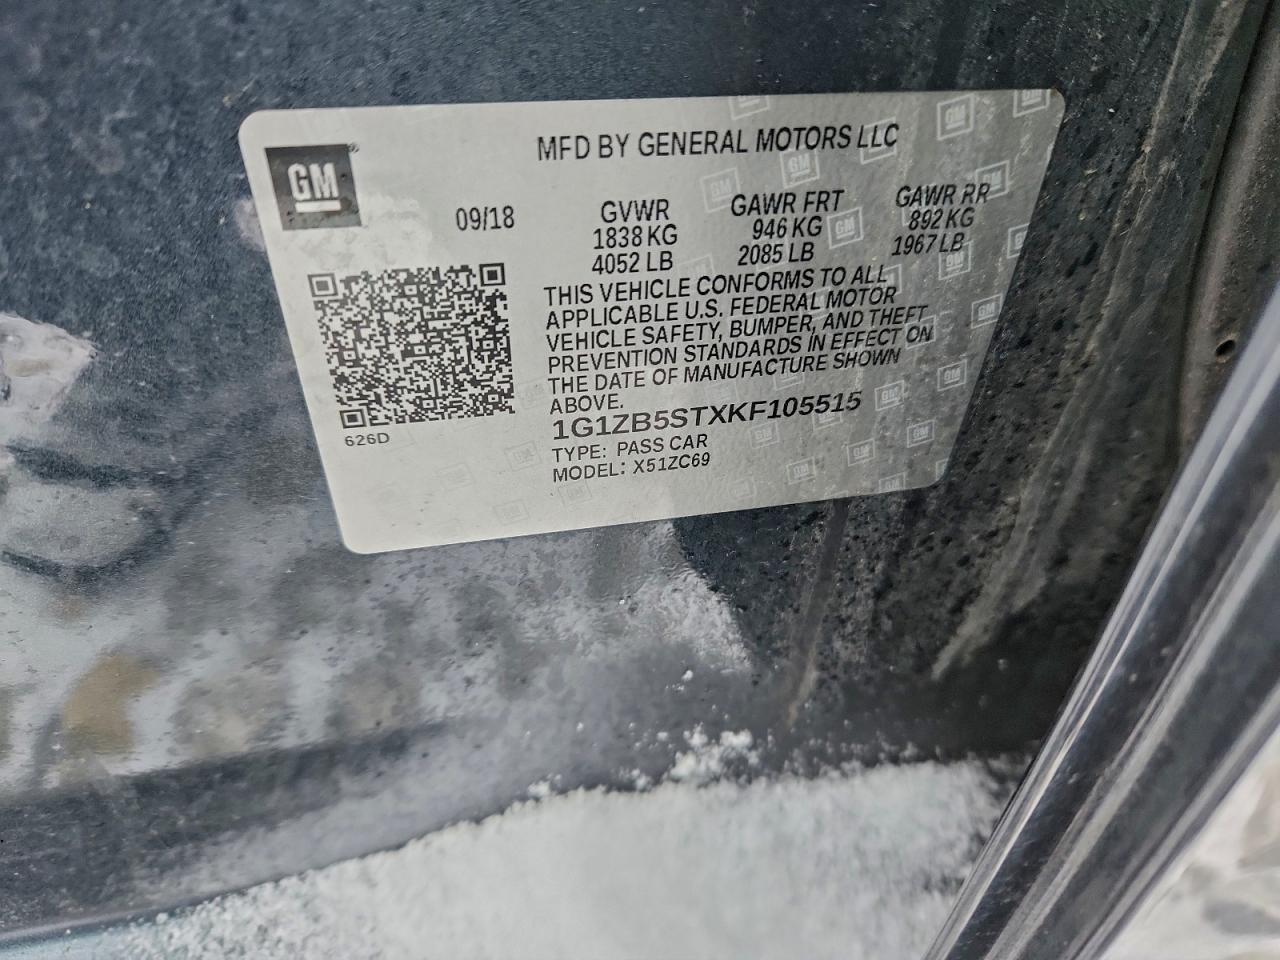 GM
MFD BY GENERAL MOTORS LLC
09/18
GVWR
1838 KG
4052 LB
GAWR FRT
946 KG
2085 LB
GAWR RR
892 KG
1967 LB
THIS VEHICLE CONFORMS TO ALL
APPLICABLE U.S. FEDERAL MOTOR
VEHICLE SAFETY, BUMPER, AND THEFT
PREVENTION STANDARDS IN EFFECT ON
THE DATE OF MANUFACTURE SHOWN
ABOVE.
1G1ZB5STXKF105515
TYPE: PASS CAR
MODEL: X51ZC69
626D